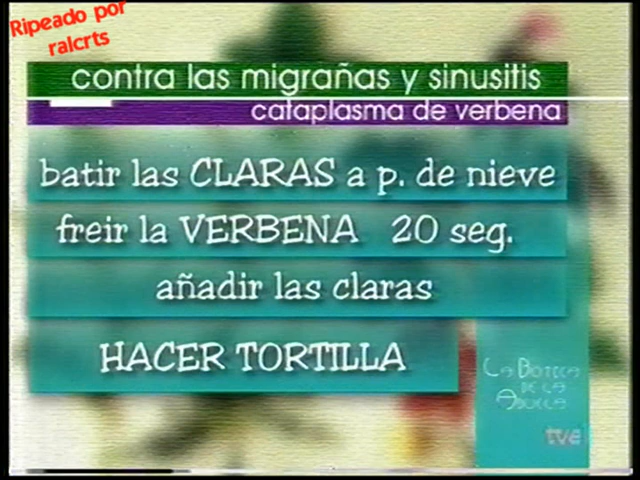 Ripeado por
ralcrts
contra las migrañas y sinusitis
cataplasma de verbena
batir las CLARAS a p. de nieve
freir la VERBENA 20 seg.
añadir las claras
HACER TORTILLA
LA BOTICA
DE LA
ABUELA
tve